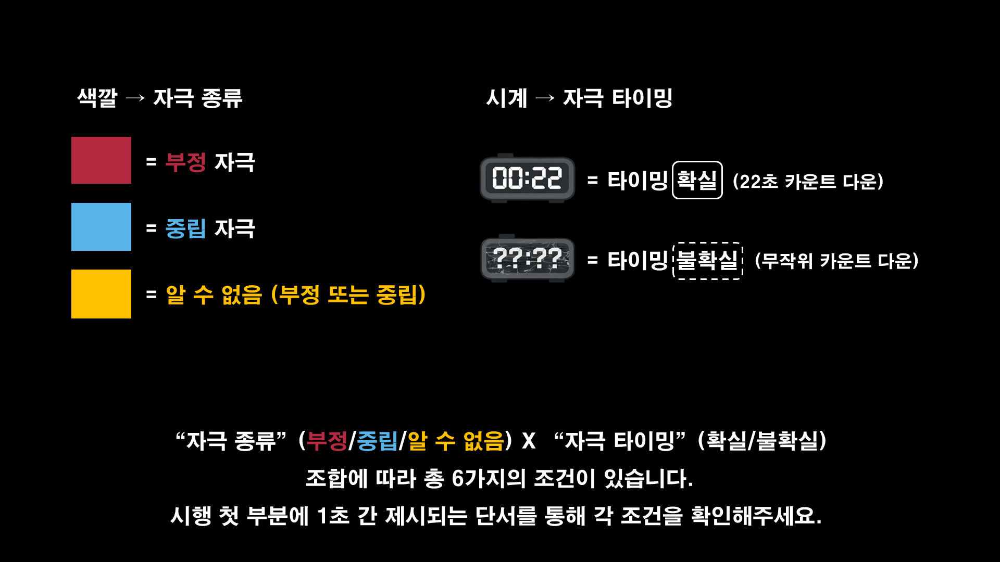 색깔 → 자극 종류
= 부정 자극
= 중립 자극
= 알 수 없음 (부정 또는 중립)
시계 → 자극 타이밍
00:22 = 타이밍 확실 (22초 카운트 다운)
??:?? = 타이밍 불확실 (무작위 카운트 다운)
“자극 종류” (부정/중립/알 수 없음) X “자극 타이밍” (확실/불확실)
조합에 따라 총 6가지의 조건이 있습니다.
시행 첫 부분에 1초 간 제시되는 단서를 통해 각 조건을 확인해주세요.